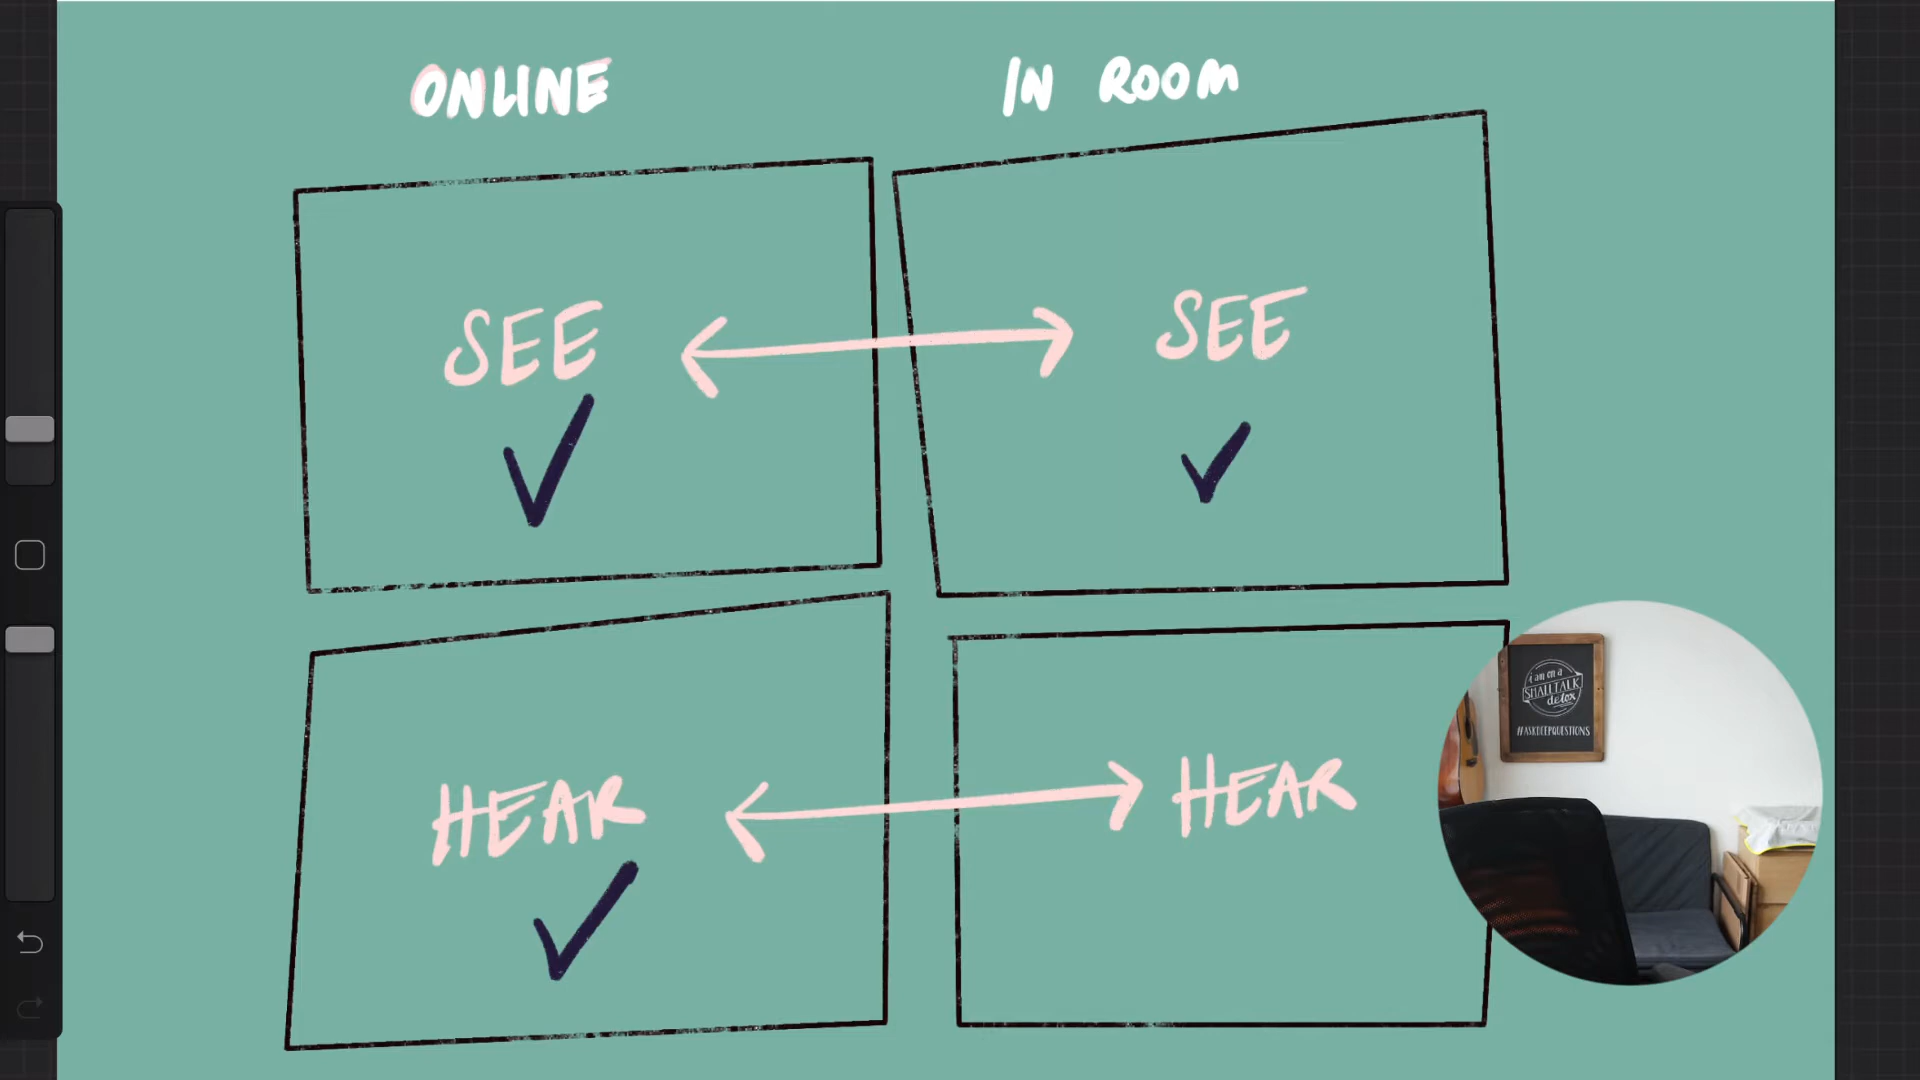 ONLINE
IN ROOM
SEE
SEE
HEAR
HEAR
i am on a
SMALLTALK
detox
#ASKDEEPQUESTIONS